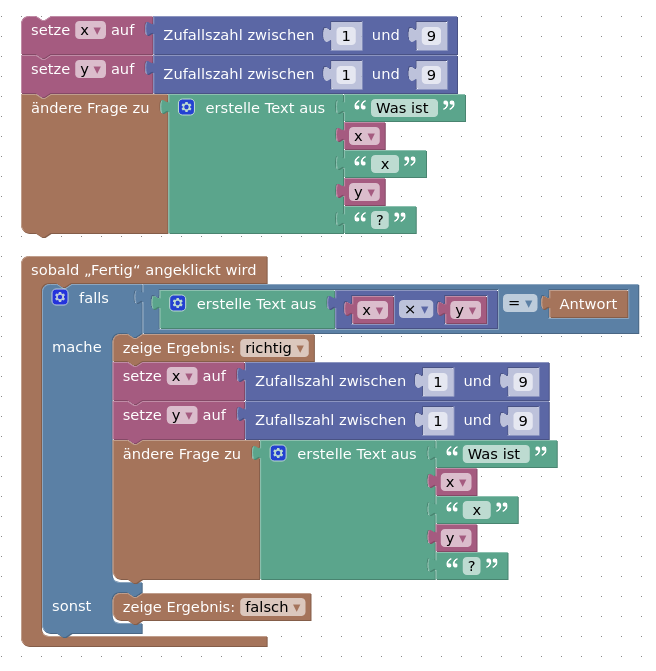 setze x ▾ auf Zufallszahl zwischen 1 und 9
setze y ▾ auf Zufallszahl zwischen 1 und 9
ändere Frage zu erstelle Text aus “ Was ist ”
x ▾
“ x ”
y ▾
“ ? ”
sobald „Fertig“ angeklickt wird
falls erstelle Text aus x ▾ × ▾ y ▾ = ▾ Antwort
mache zeige Ergebnis: richtig ▾
setze x ▾ auf Zufallszahl zwischen 1 und 9
setze y ▾ auf Zufallszahl zwischen 1 und 9
ändere Frage zu erstelle Text aus “ Was ist ”
x ▾
“ x ”
y ▾
“ ? ”
sonst zeige Ergebnis: falsch ▾